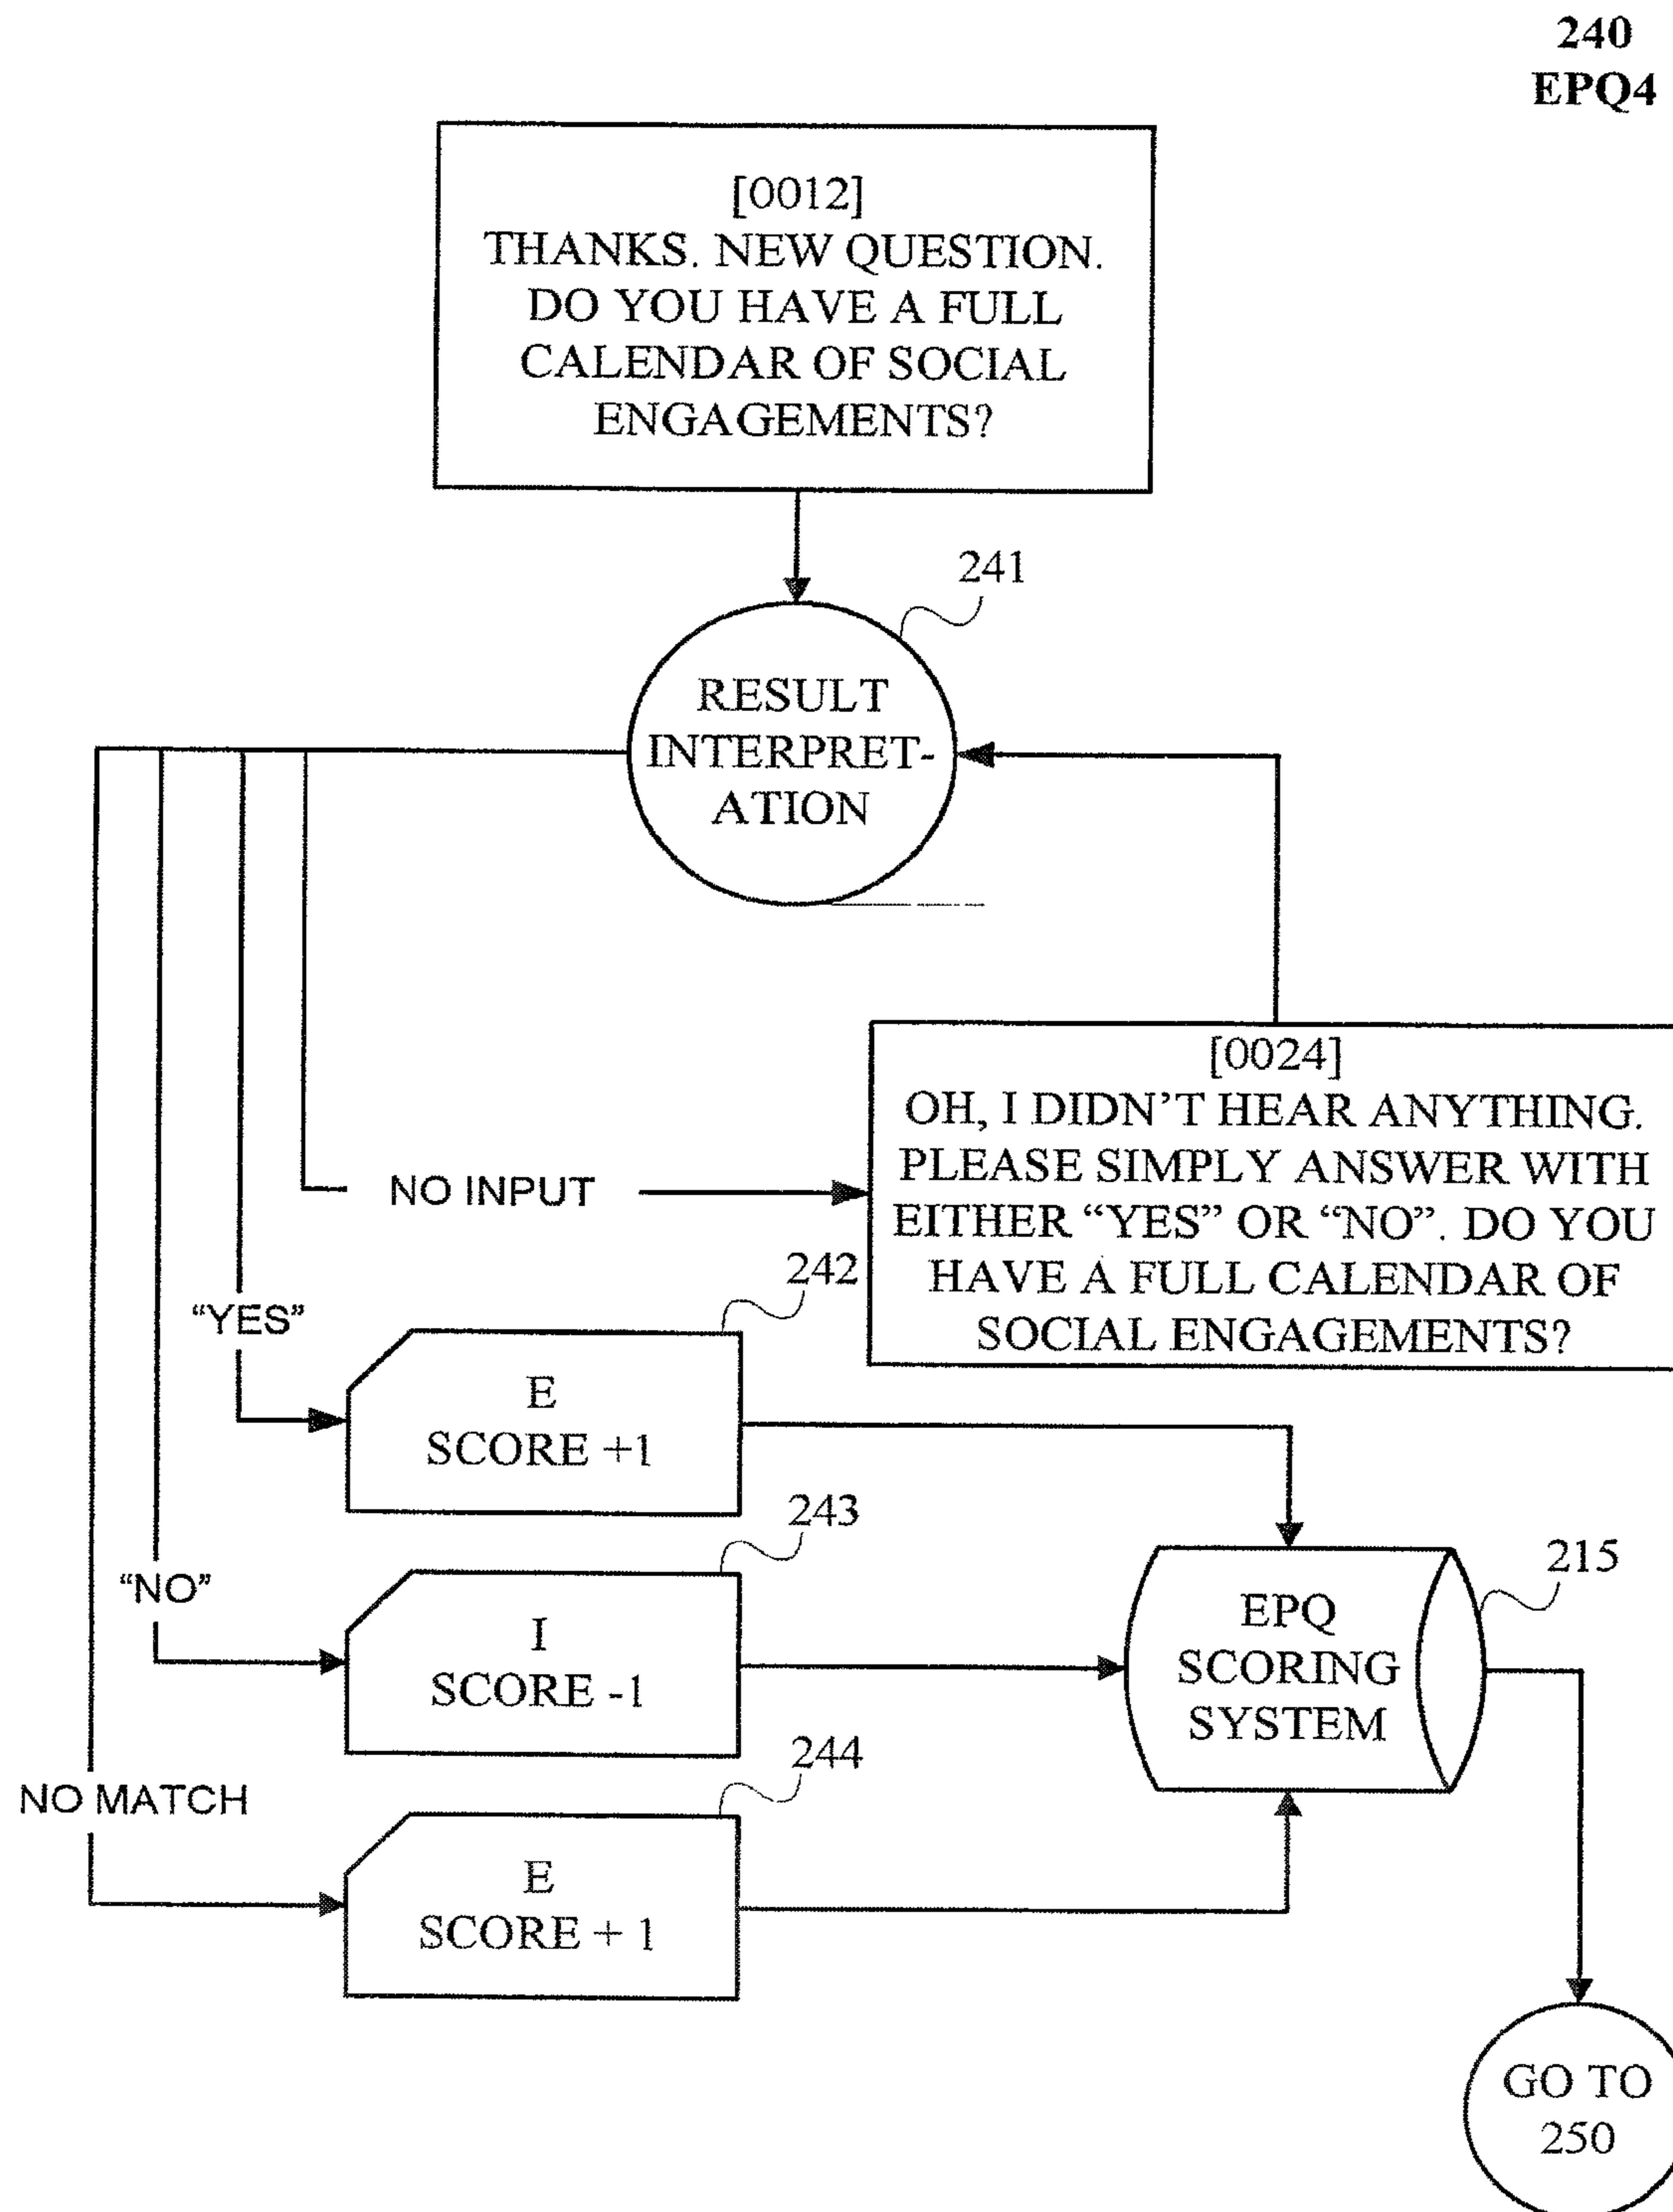 240
EPQ4
[0012]
THANKS. NEW QUESTION.
DO YOU HAVE A FULL
CALENDAR OF SOCIAL
ENGAGEMENTS?
241
RESULT
INTERPRET-
ATION
[0024]
OH, I DIDN'T HEAR ANYTHING.
PLEASE SIMPLY ANSWER WITH
EITHER “YES” OR “NO”. DO YOU
HAVE A FULL CALENDAR OF
SOCIAL ENGAGEMENTS?
NO INPUT
242
“YES”
E
SCORE +1
243
“NO”
I
SCORE -1
215
EPQ
SCORING
SYSTEM
244
NO MATCH
E
SCORE + 1
GO TO
250